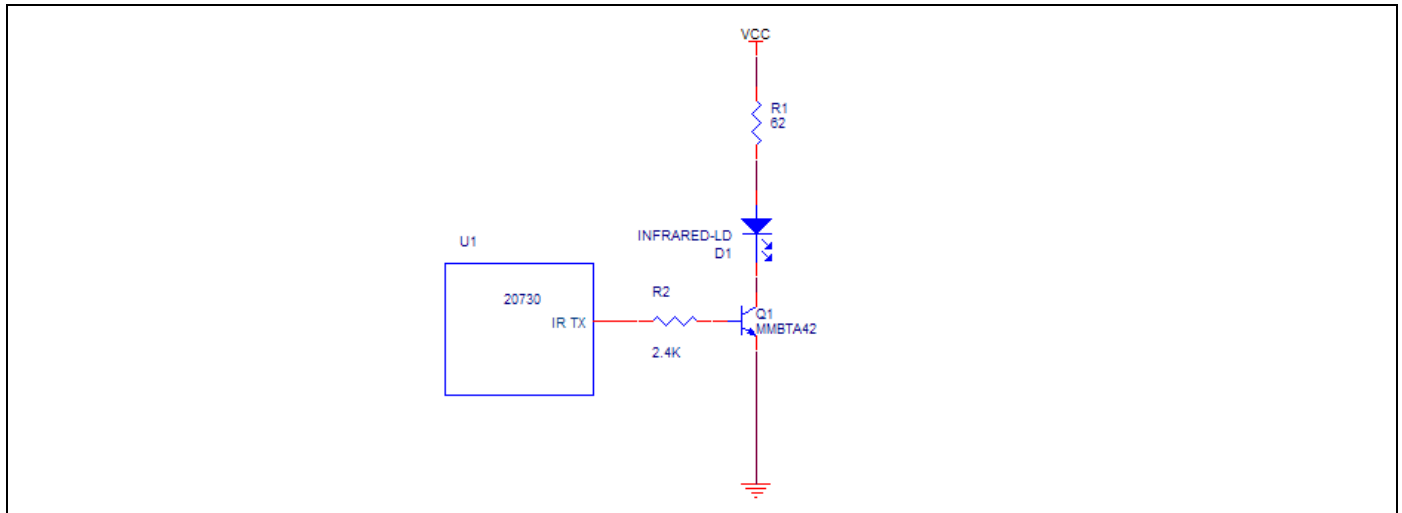 VCC
R1
62
INFRARED-LD
D1
U1
20730
IR TX
R2
2.4K
Q1
MMBTA42